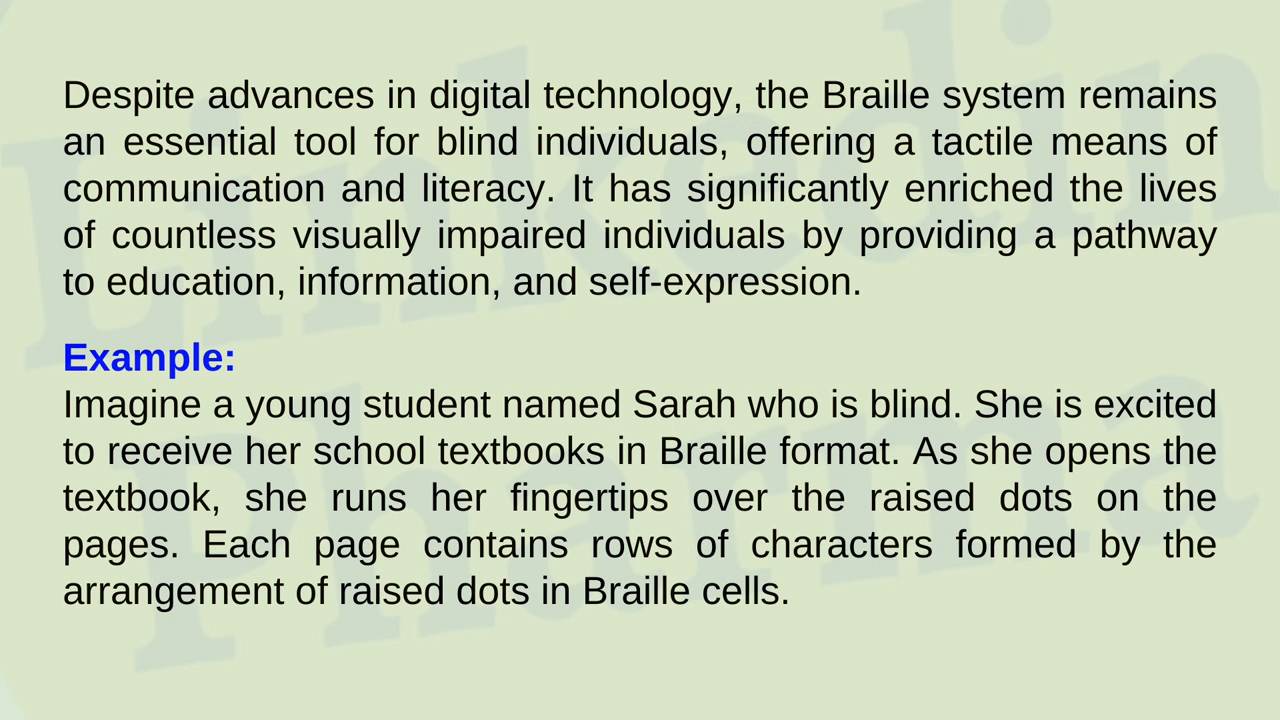 Despite advances in digital technology, the Braille system remains
an essential tool for blind individuals, offering a tactile means of
communication and literacy. It has significantly enriched the lives
of countless visually impaired individuals by providing a pathway
to education, information, and self-expression.
Example:
Imagine a young student named Sarah who is blind. She is excited
to receive her school textbooks in Braille format. As she opens the
textbook, she runs her fingertips over the raised dots on the
pages. Each page contains rows of characters formed by the
arrangement of raised dots in Braille cells.
Linkedin
Pharma